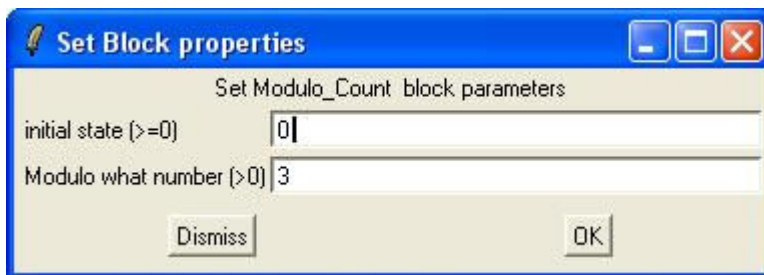 Set Block properties
Set Modulo_Count block parameters
initial state (>=0) 0
Modulo what number (>0) 3
Dismiss OK